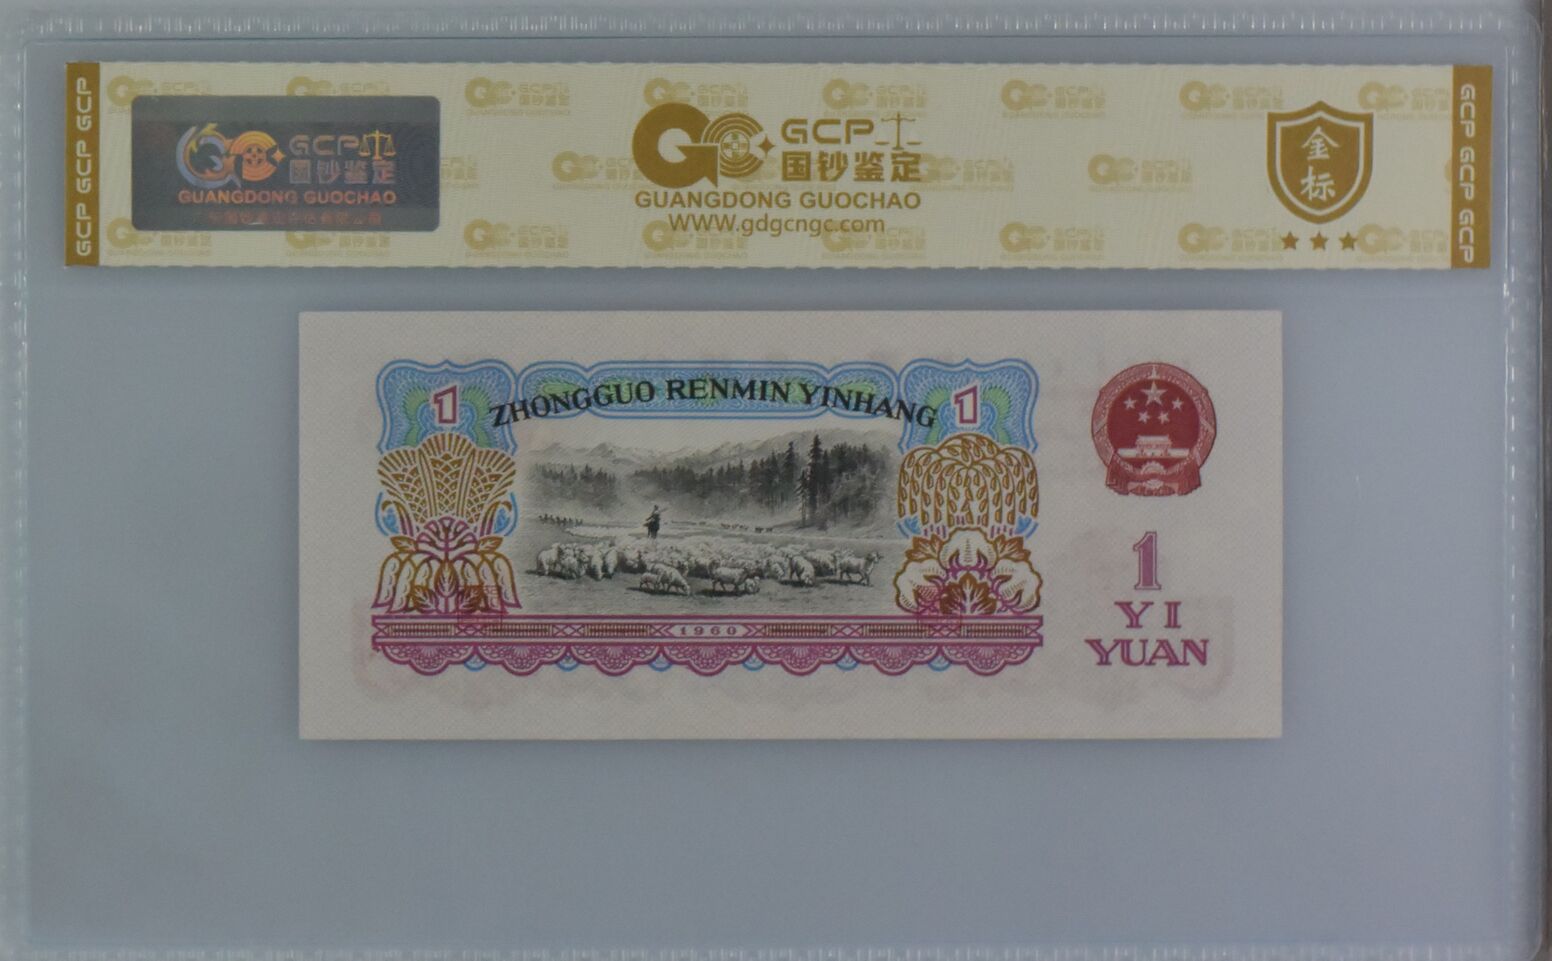 GCP GCP GCP
GCP
国钞鉴定
GUANGDONG GUOCHAO
GCP
国钞鉴定
GUANGDONG GUOCHAO
WWW.gdgcngc.com
金标
GCP GCP GCP
ZHONGGUO RENMIN YINHANG
1
1
1960
1
YI
YUAN